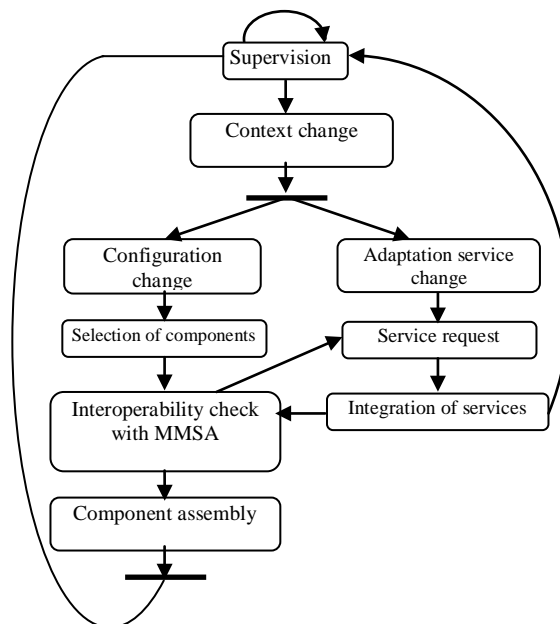 Supervision
Context change
Configuration
change
Adaptation service
change
Selection of components
Service request
Interoperability check
with MMSA
Integration of services
Component assembly